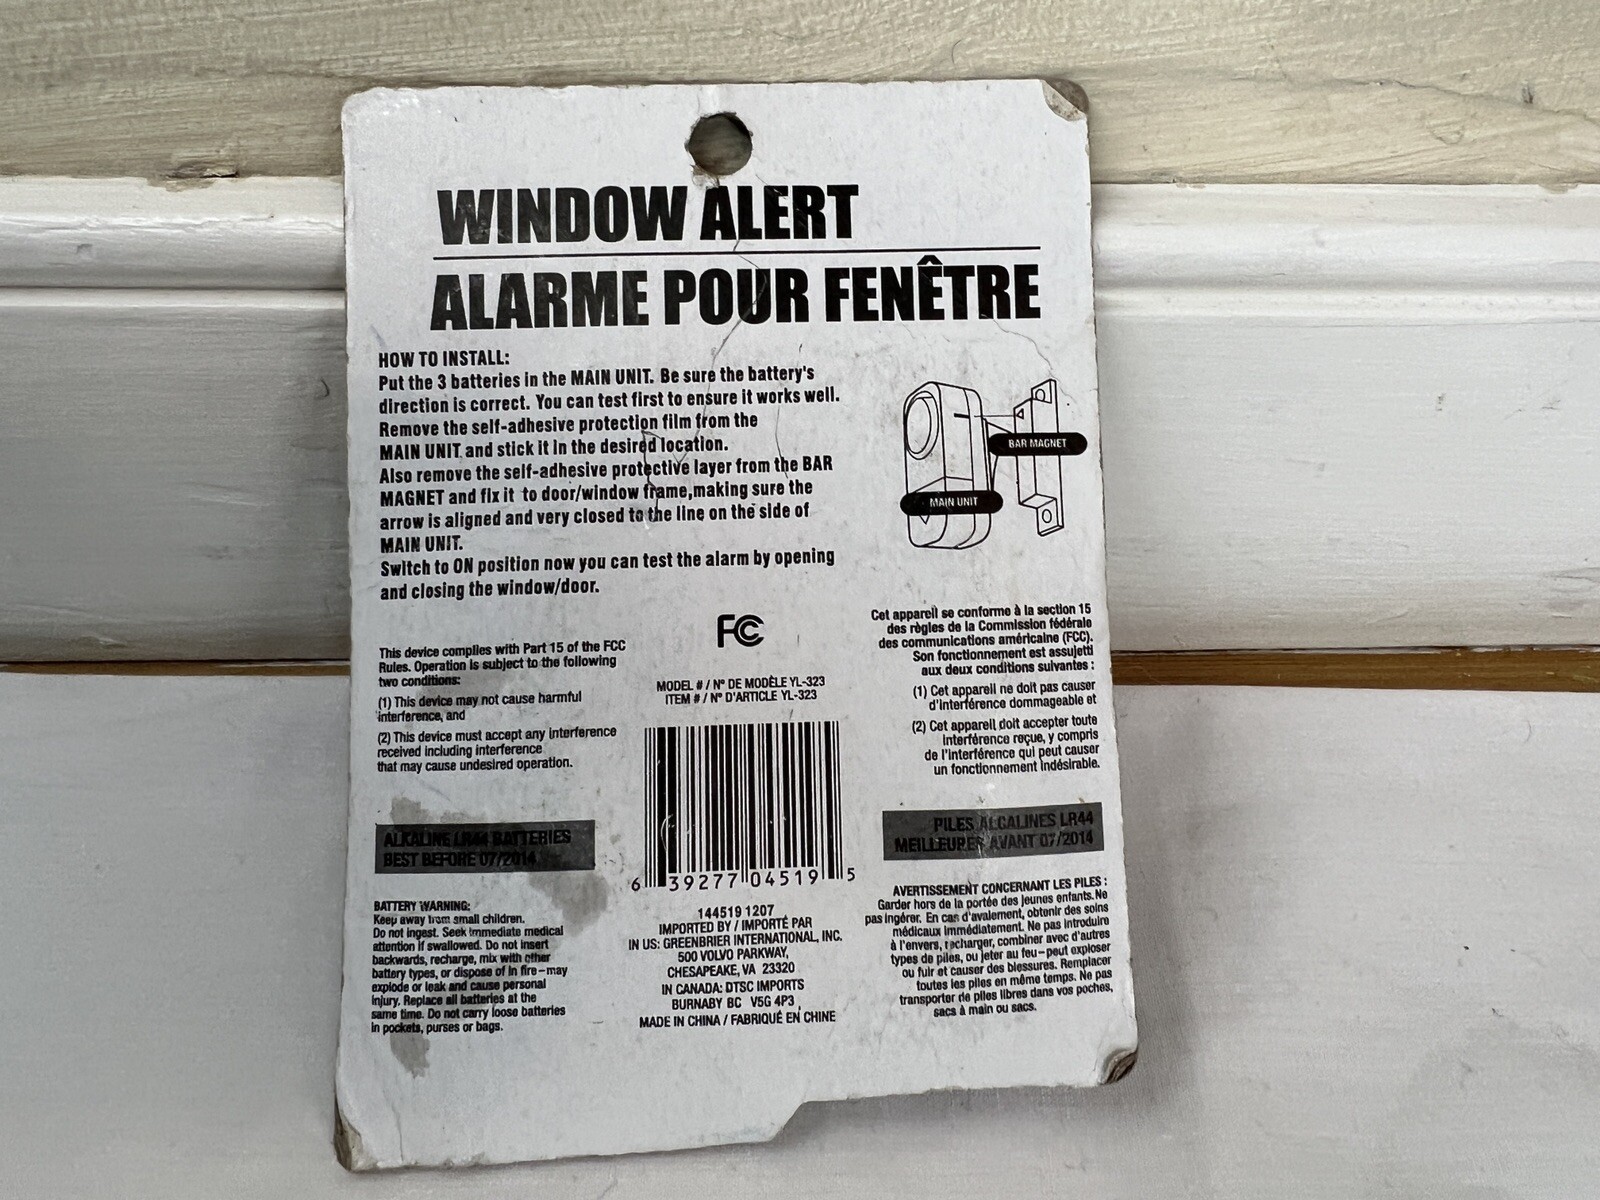 WINDOW ALERT
ALARME POUR FENÊTRE
HOW TO INSTALL:
Put the 3 batteries in the MAIN UNIT. Be sure the battery's
direction is correct. You can test first to ensure it works well.
Remove the self-adhesive protection film from the
MAIN UNIT and stick it in the desired location.
Also remove the self-adhesive protective layer from the BAR
MAGNET and fix it to door/window frame,making sure the
arrow is aligned and very closed to the line on the side of
MAIN UNIT.
Switch to ON position now you can test the alarm by opening
and closing the window/door.
BAR MAGNET
MAIN UNIT
This device complies with Part 15 of the FCC
Rules. Operation is subject to the following
two conditions:
(1) This device may not cause harmful
interference, and
(2) This device must accept any interference
received including interference
that may cause undesired operation.
FC
MODEL # / N° DE MODÈLE YL-323
ITEM # / N° D'ARTICLE YL-323
Cet appareil se conforme à la section 15
des règles de la Commission fédérale
des communications américaine (FCC).
Son fonctionnement est assujetti
aux deux conditions suivantes :
(1) Cet appareil ne doit pas causer
d'interférence dommageable et
(2) Cet appareil doit accepter toute
interférence reçue, y compris
de l'interférence qui peut causer
un fonctionnement indésirable.
ALKALINE LR44 BATTERIES
BEST BEFORE 07/2014
6 39277 04519 5
PILES ALCALINES LR44
MEILLEURES AVANT 07/2014
BATTERY WARNING:
Keep away from small children.
Do not ingest. Seek immediate medical
attention if swallowed. Do not insert
backwards, recharge, mix with other
battery types, or dispose of in fire–may
explode or leak and cause personal
injury. Replace all batteries at the
same time. Do not carry loose batteries
in pockets, purses or bags.
144519 1207
IMPORTED BY / IMPORTÉ PAR
IN US: GREENBRIER INTERNATIONAL, INC.
500 VOLVO PARKWAY,
CHESAPEAKE, VA 23320
IN CANADA: DTSC IMPORTS
BURNABY BC V5G 4P3
MADE IN CHINA / FABRIQUÉ EN CHINE
AVERTISSEMENT CONCERNANT LES PILES :
Garder hors de la portée des jeunes enfants. Ne
pas ingérer. En cas d'avalement, obtenir des soins
médicaux immédiatement. Ne pas introduire
à l'envers, recharger, combiner avec d'autres
types de piles, ou jeter au feu–peut exploser
ou fuir et causer des blessures. Remplacer
toutes les piles en même temps. Ne pas
transporter de piles libres dans vos poches,
sacs à main ou sacs.